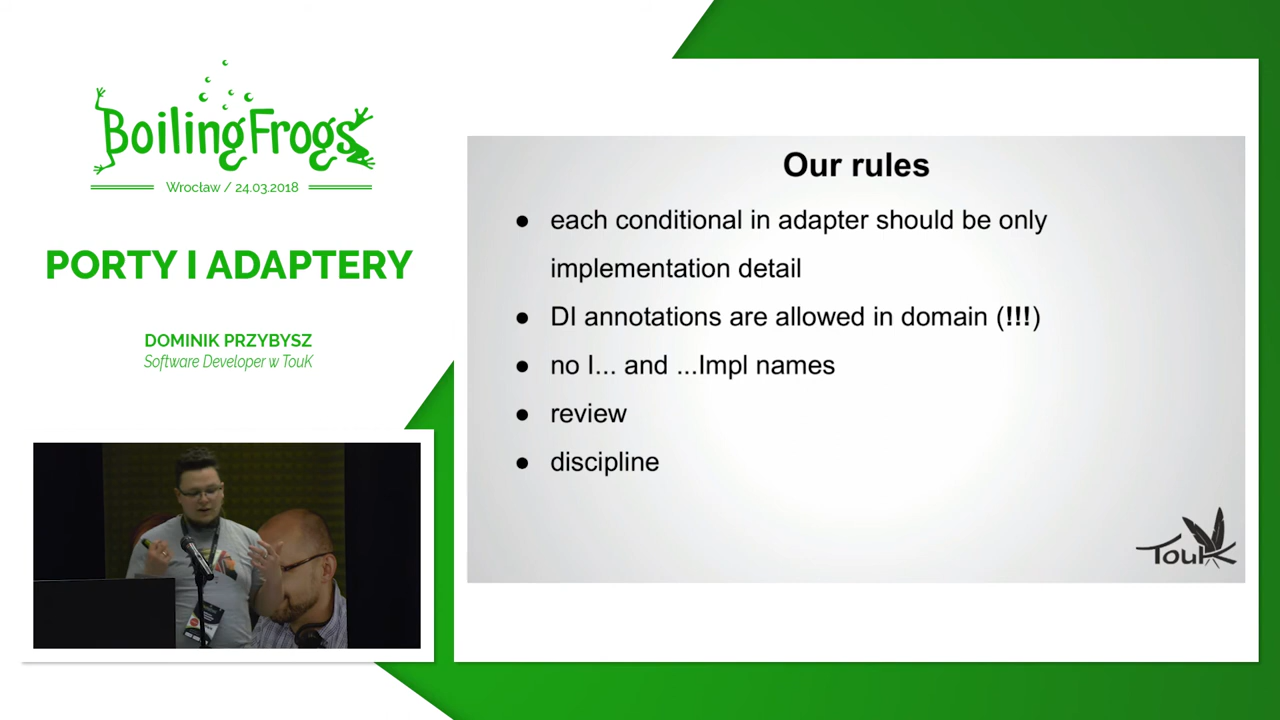 BoilingFrogs
Wrocław / 24.03.2018
PORTY I ADAPTERY
DOMINIK PRZYBYSZ
Software Developer w TouK
Our rules
● each conditional in adapter should be only
implementation detail
● DI annotations are allowed in domain (!!!)
● no I... and ...Impl names
● review
● discipline
TouK